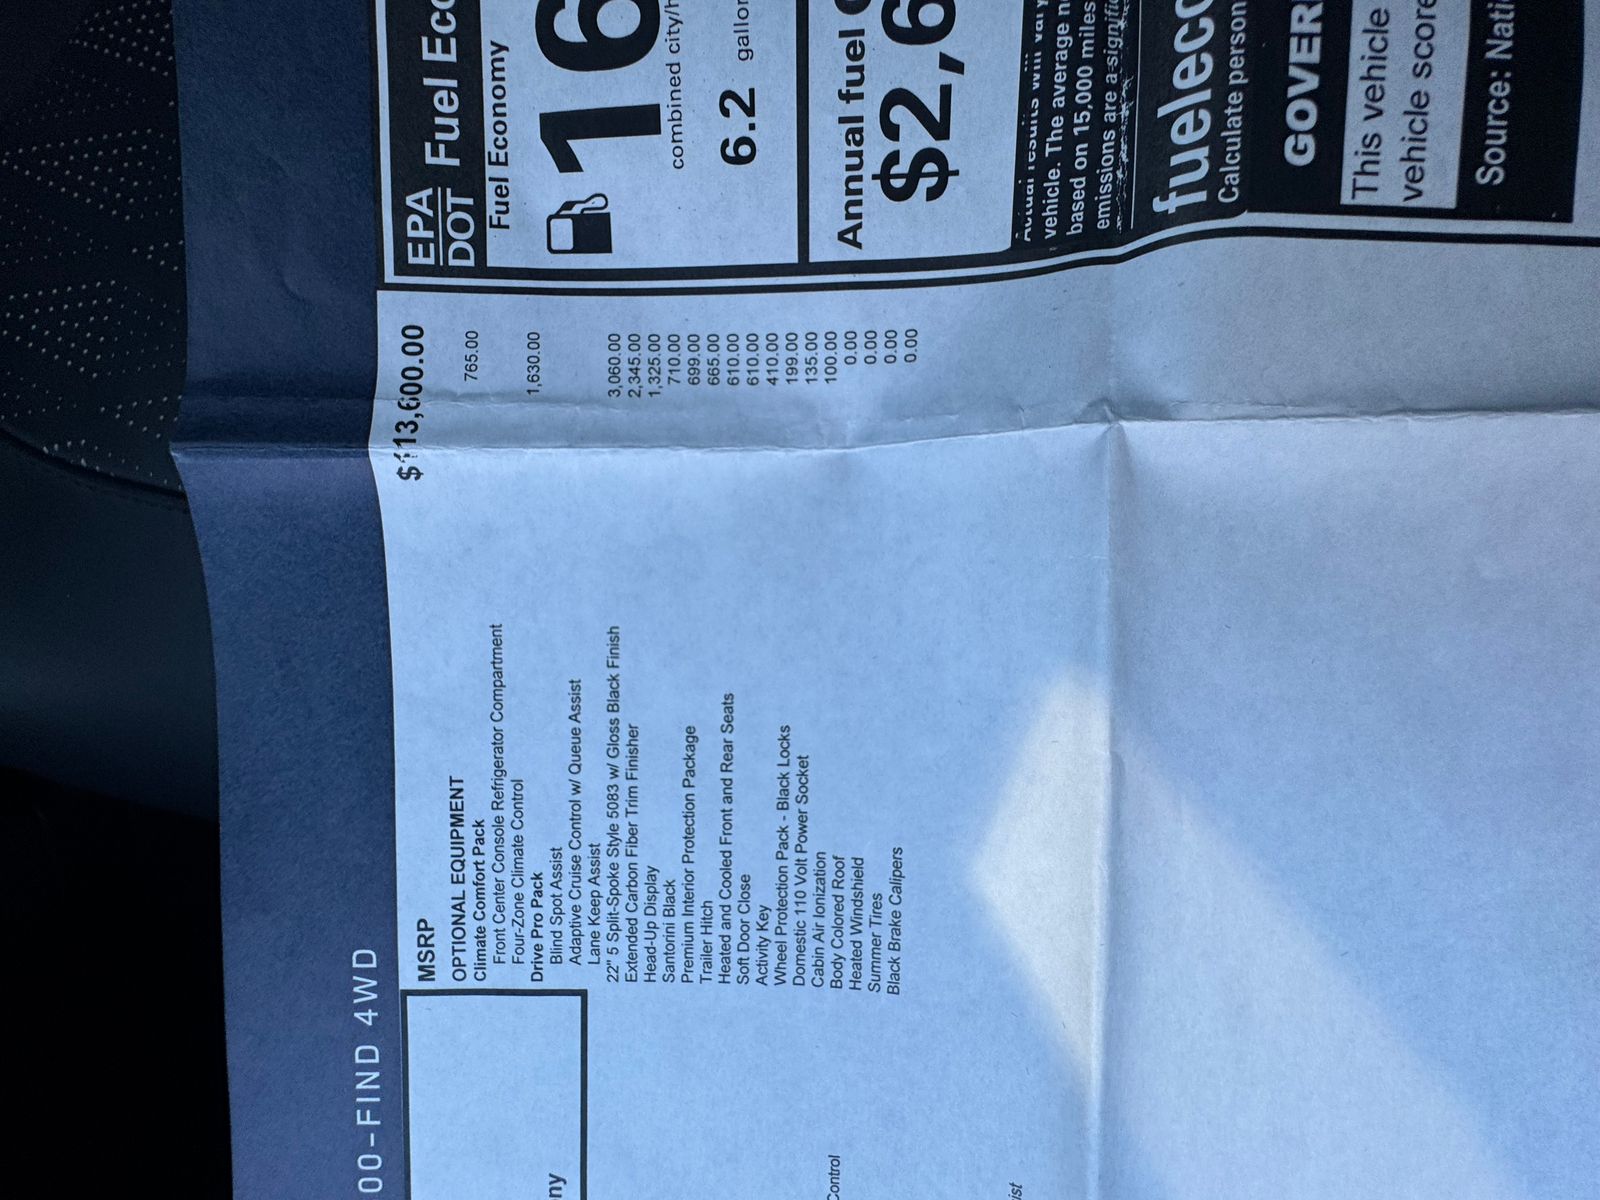 00-FIND 4WD
MSRP $113,600.00
OPTIONAL EQUIPMENT
Climate Comfort Pack 765.00
Front Center Console Refrigerator Compartment
Four-Zone Climate Control
Drive Pro Pack 1,630.00
Blind Spot Assist
Adaptive Cruise Control w/ Queue Assist
Lane Keep Assist
22" 5 Split-Spoke Style 5083 w/ Gloss Black Finish 3,060.00
Extended Carbon Fiber Trim Finisher 2,345.00
Head-Up Display 1,325.00
Santorini Black 710.00
Premium Interior Protection Package 699.00
Trailer Hitch 665.00
Heated and Cooled Front and Rear Seats 610.00
Soft Door Close 610.00
Activity Key 410.00
Wheel Protection Pack - Black Locks 199.00
Domestic 110 Volt Power Socket 135.00
Cabin Air Ionization 100.00
Body Colored Roof 0.00
Heated Windshield 0.00
Summer Tires 0.00
Black Brake Calipers 0.00
Control
EPA
DOT Fuel
Fuel Economy
16
combined city/
6.2 gallon
Annual fuel
$2,6
Actual results will vary
vehicle. The average
based on 15,000 miles
emissions are a
fueleco
Calculate person
GOVER
This vehicle
vehicle score
Source: Nati